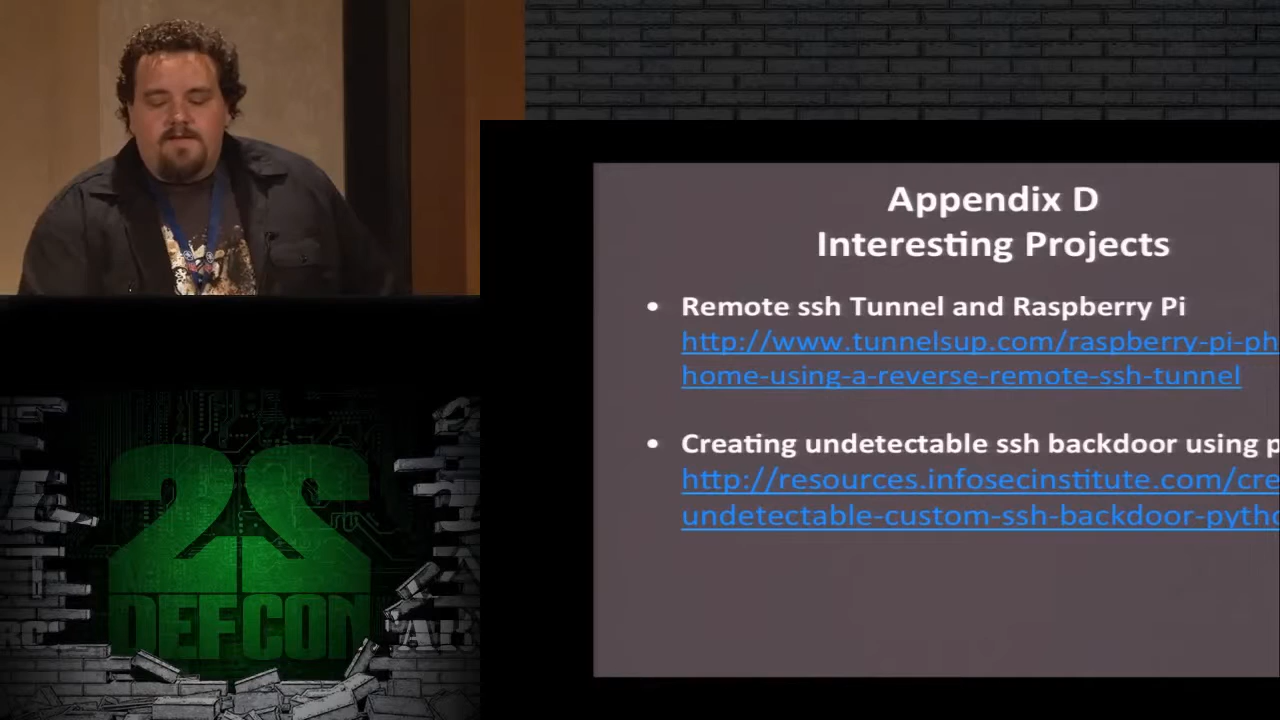 Appendix D
Interesting Projects
• Remote ssh Tunnel and Raspberry Pi
http://www.tunnelsup.com/raspberry-pi-ph
home-using-a-reverse-remote-ssh-tunnel
• Creating undetectable ssh backdoor using p
http://resources.infosecinstitute.com/cre
undetectable-custom-ssh-backdoor-pytho
22
DEFCON